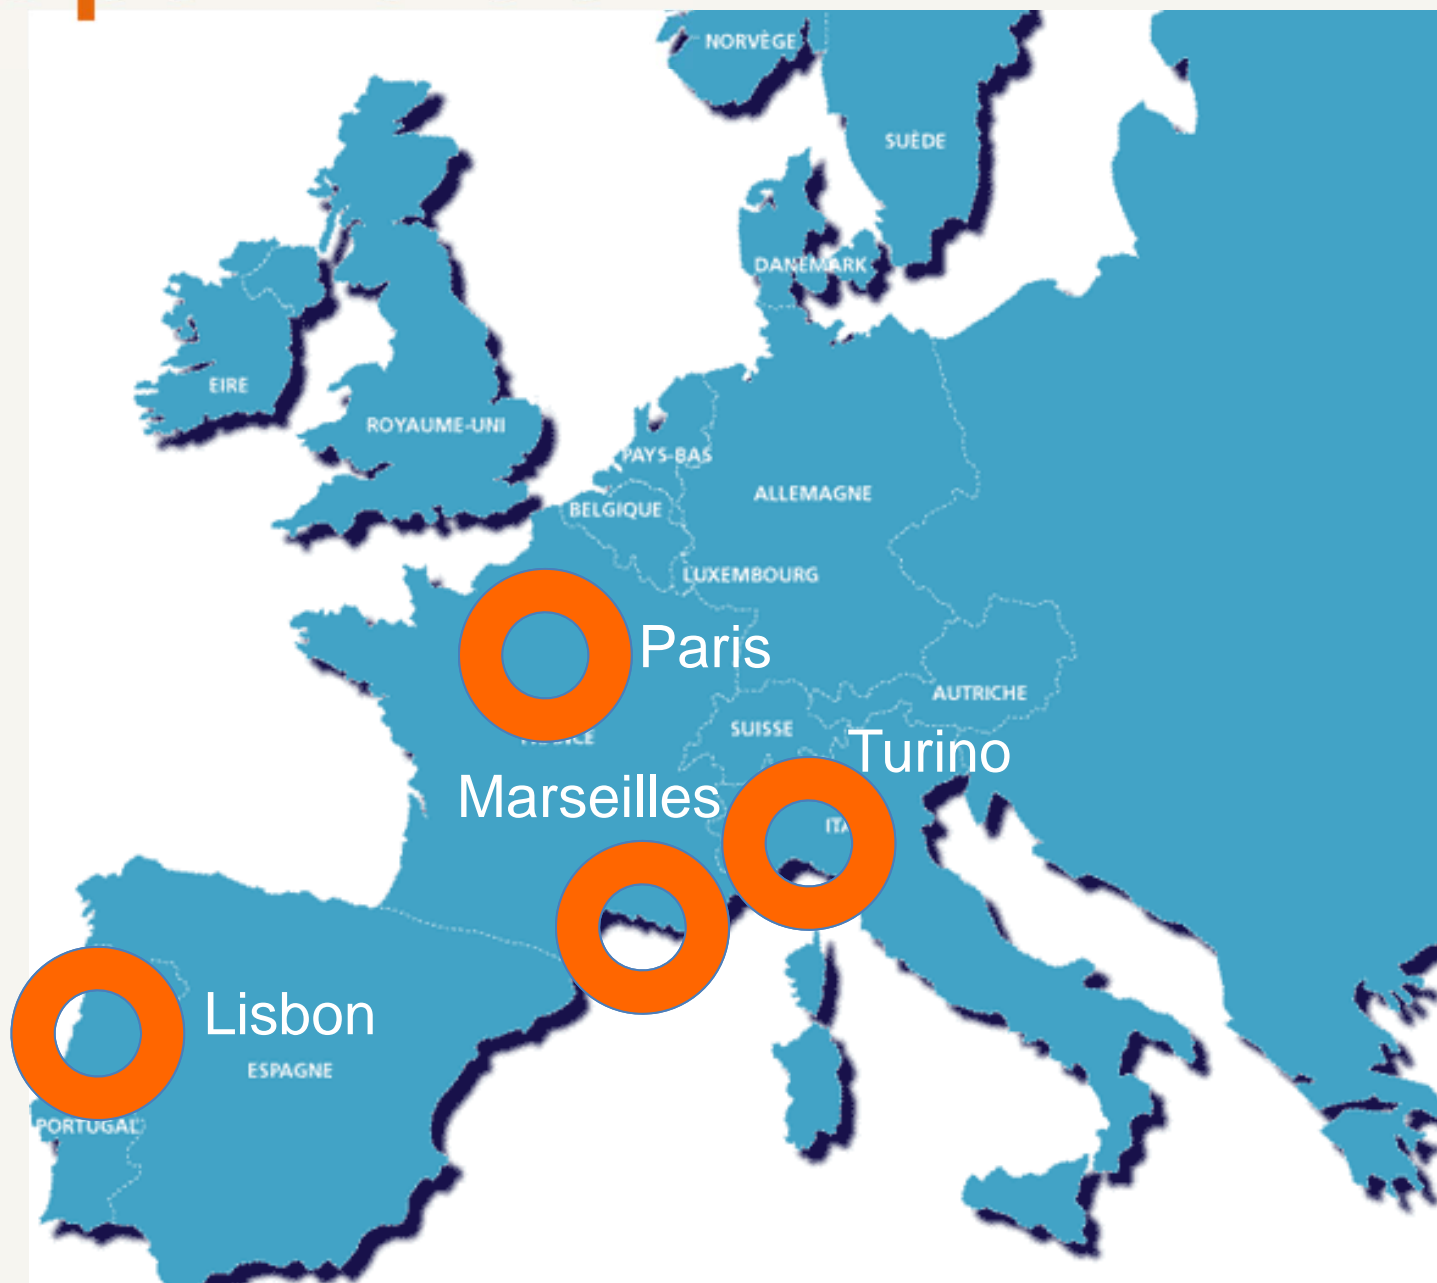 NORVÈGE
SUÈDE
DANEMARK
EIRE
ROYAUME-UNI
PAYS-BAS
ALLEMAGNE
BELGIQUE
LUXEMBOURG
Paris
AUTRICHE
SUISSE
Turino
Marseilles
Lisbon
ESPAGNE
PORTUGAL